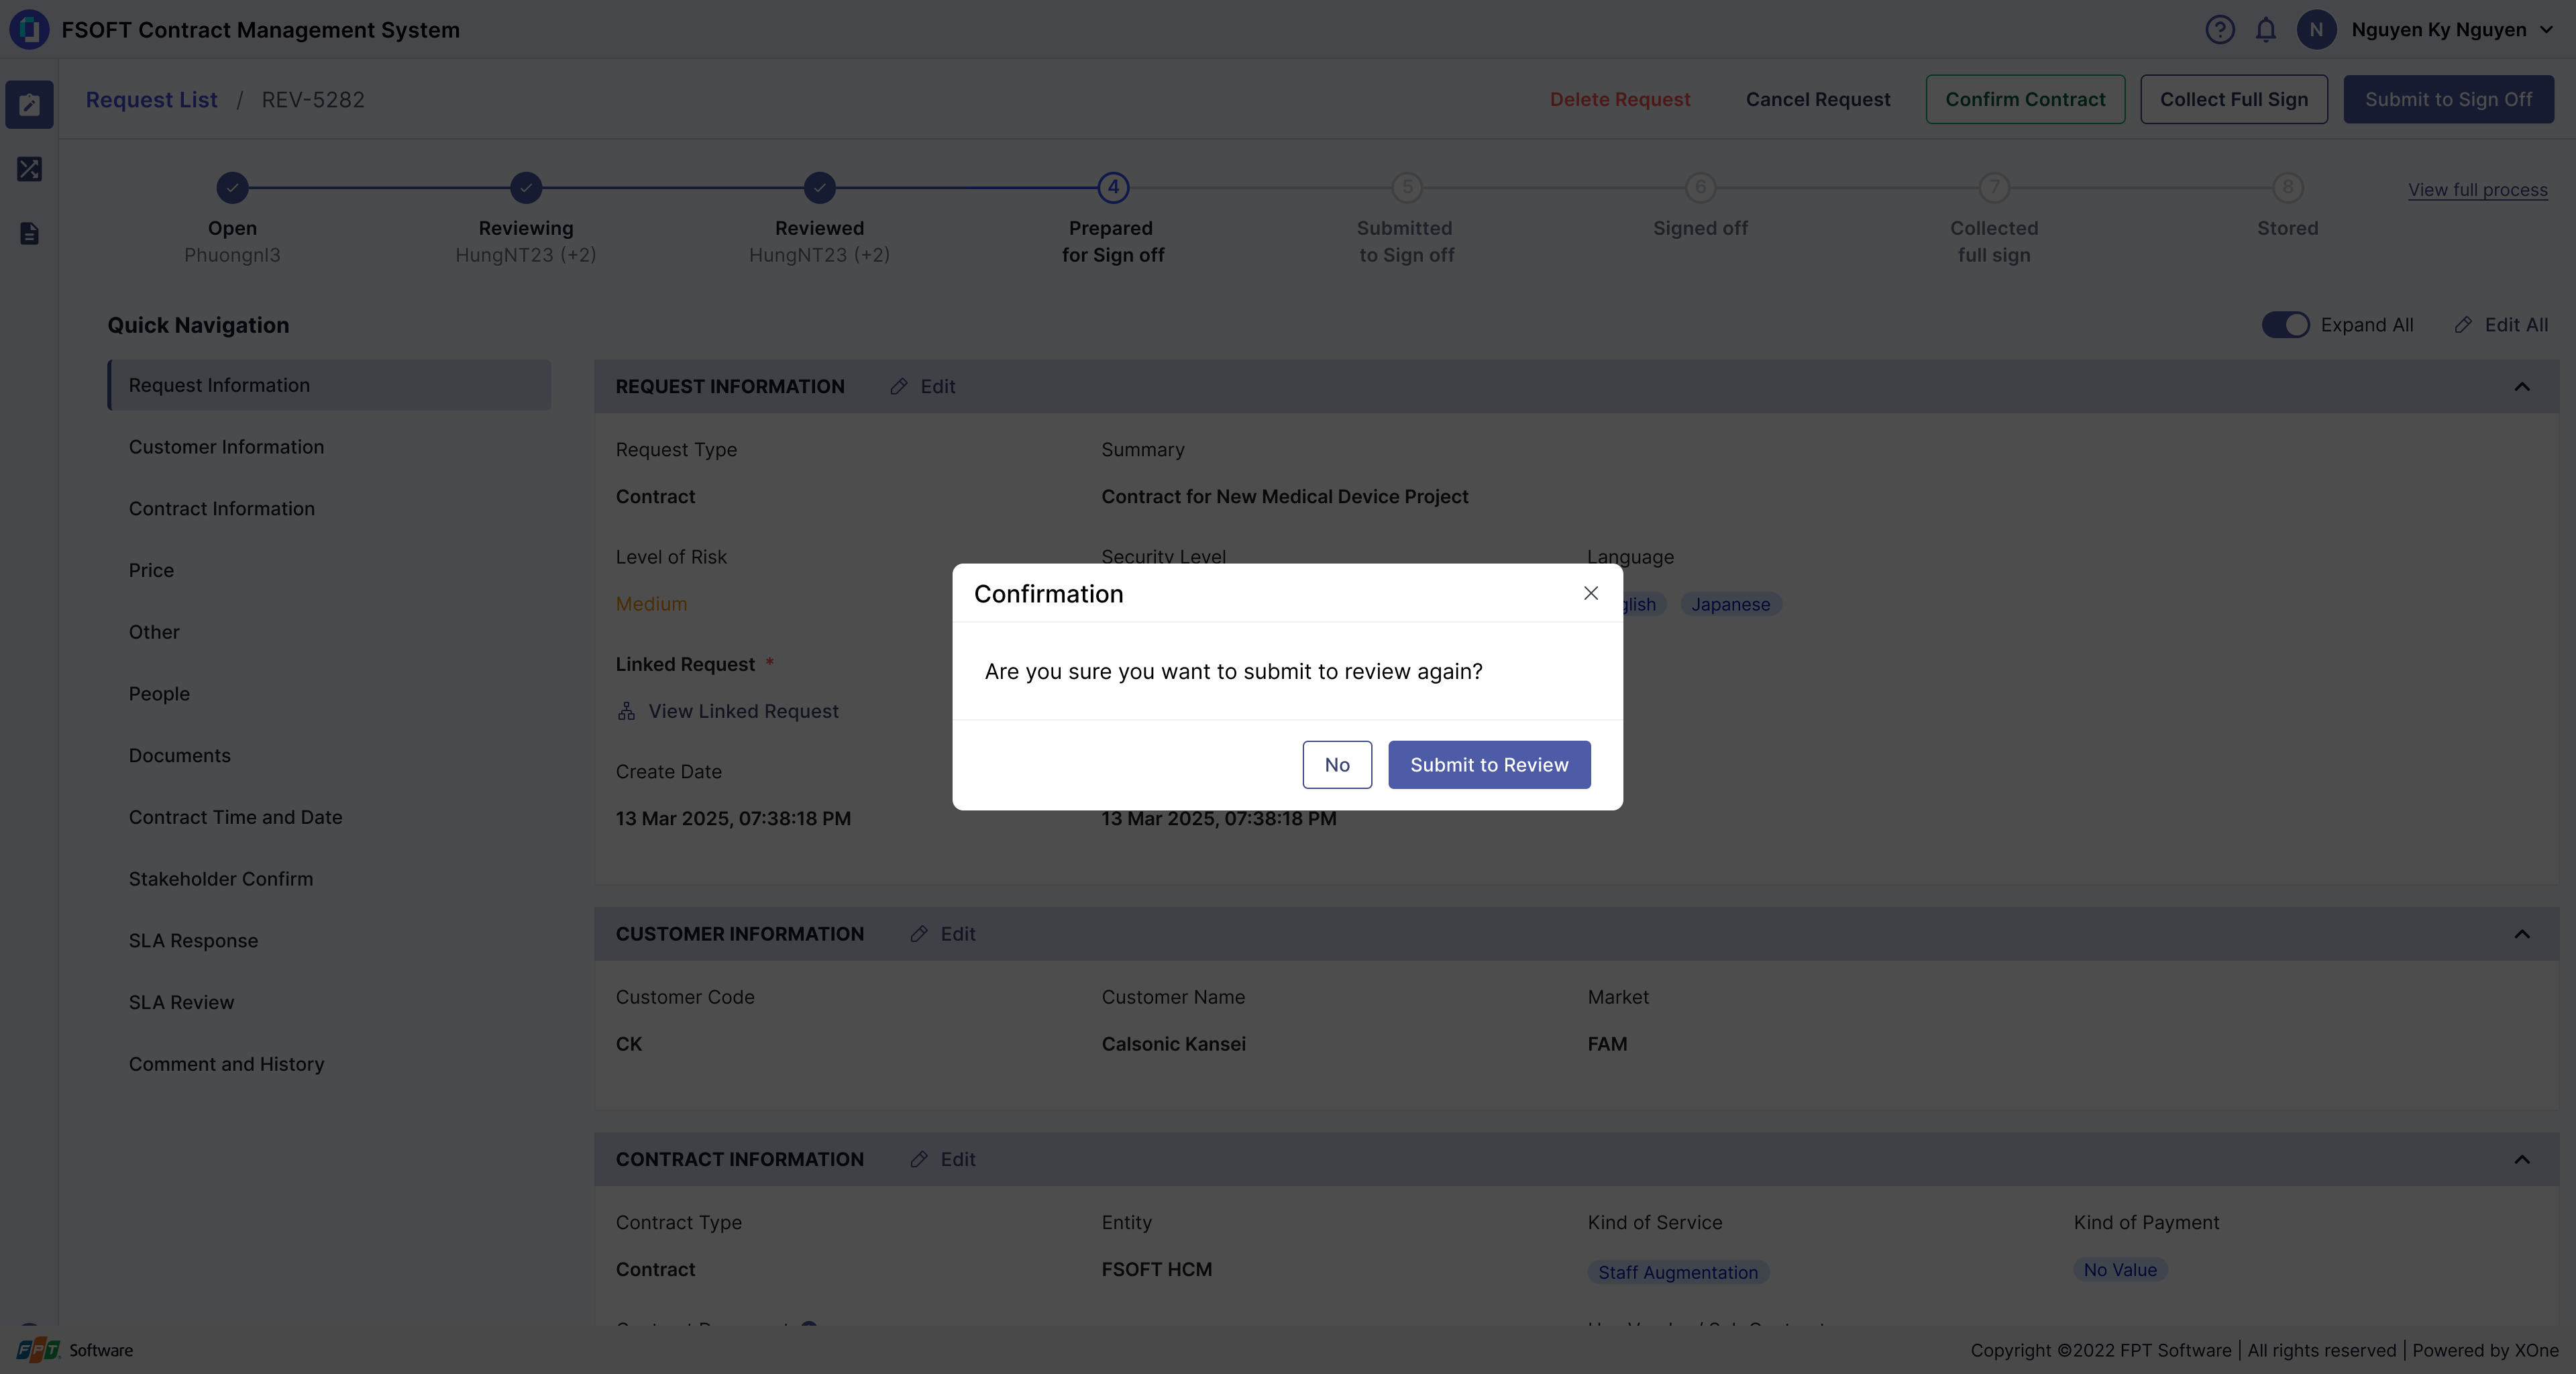 FSOFT Contract Management System
N Nguyen Ky Nguyen
Request List / REV-5282
Delete Request Cancel Request Confirm Contract Collect Full Sign Submit to Sign Off
4 5 6 7 8
Open Reviewing Reviewed Prepared for Sign off Submitted to Sign off Signed off Collected full sign Stored
Phuongnl3 HungNT23 (+2) HungNT23 (+2)
View full process
Quick Navigation
Expand All Edit All
Request Information
Customer Information
Contract Information
Price
Other
People
Documents
Contract Time and Date
Stakeholder Confirm
SLA Response
SLA Review
Comment and History
REQUEST INFORMATION Edit
Request Type Summary
Contract Contract for New Medical Device Project
Level of Risk Security Level Language
Medium Japanese
Linked Request *
View Linked Request
Create Date
13 Mar 2025, 07:38:18 PM 13 Mar 2025, 07:38:18 PM
Confirmation
Are you sure you want to submit to review again?
No Submit to Review
CUSTOMER INFORMATION Edit
Customer Code Customer Name Market
CK Calsonic Kansei FAM
CONTRACT INFORMATION Edit
Contract Type Entity Kind of Service Kind of Payment
Contract FSOFT HCM Staff Augmentation No Value
FPT Software
Copyright ©2022 FPT Software | All rights reserved | Powered by XOne